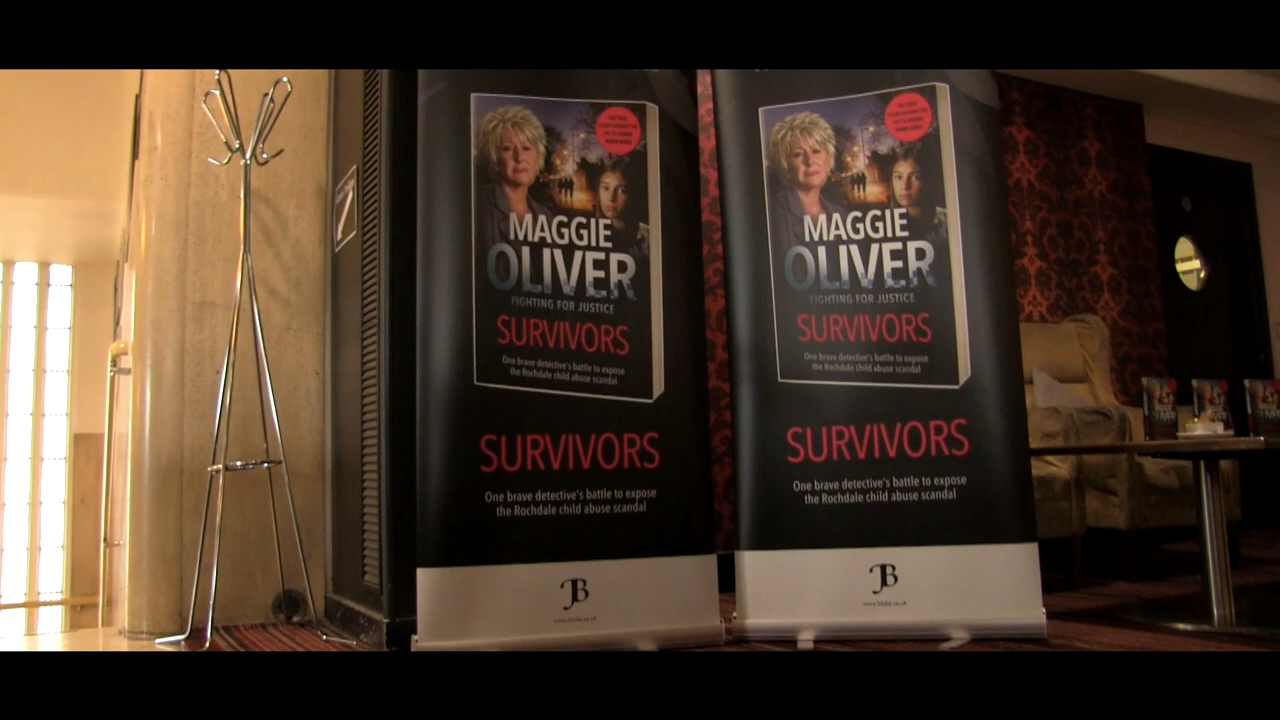 MAGGIE
OLIVER
FIGHTING FOR JUSTICE
SURVIVORS
One brave detective's battle to expose
the Rochdale child abuse scandal
SURVIVORS
One brave detective's battle to expose
the Rochdale child abuse scandal
JB
MAGGIE
OLIVER
FIGHTING FOR JUSTICE
SURVIVORS
One brave detective's battle to expose
the Rochdale child abuse scandal
SURVIVORS
One brave detective's battle to expose
the Rochdale child abuse scandal
JB